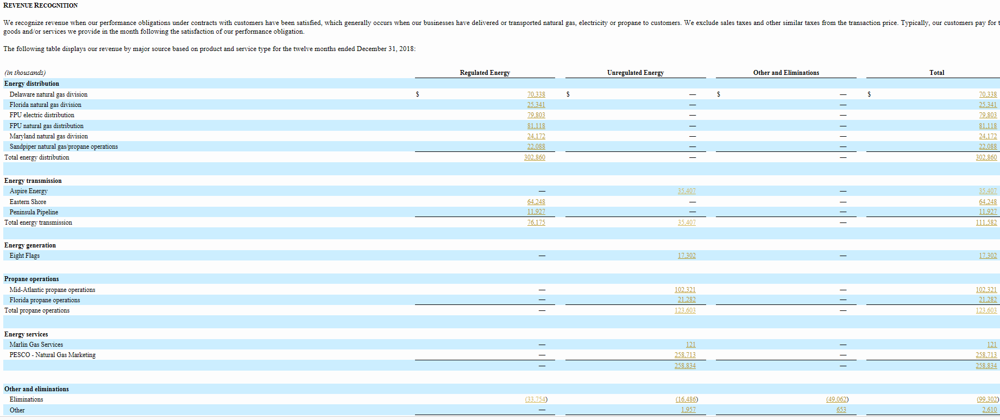 REVENUE RECOGNITION
We recognize revenue when our performance obligations under contracts with customers have been satisfied, which generally occurs when our businesses have delivered or transported natural gas, electricity or propane to customers. We exclude sales taxes and other similar taxes from the transaction price. Typically, our customers pay for t
goods and/or services we provide in the month following the satisfaction of our performance obligation.
The following table displays our revenue by major source based on product and service type for the twelve months ended December 31, 2018:
(in thousands) Regulated Energy Unregulated Energy Other and Eliminations Total
Energy distribution
Delaware natural gas division $ 70,338 $ — $ — $ 70,338
Florida natural gas division 25,341 — — 25,341
FPU electric distribution 79,803 — — 79,803
FPU natural gas distribution 81,118 — — 81,118
Maryland natural gas division 24,172 — — 24,172
Sandpiper natural gas/propane operations 22,088 — — 22,088
Total energy distribution 302,860 — — 302,860
Energy transmission
Aspire Energy — 35,407 — 35,407
Eastern Shore 64,248 — — 64,248
Peninsula Pipeline 11,927 — — 11,927
Total energy transmission 76,175 35,407 — 111,582
Energy generation
Eight Flags — 17,302 — 17,302
Propane operations
Mid-Atlantic propane operations — 102,321 — 102,321
Florida propane operations — 21,282 — 21,282
Total propane operations — 123,603 — 123,603
Energy services
Marlin Gas Services — 121 — 121
PESCO - Natural Gas Marketing — 258,713 — 258,713
— 258,834 — 258,834
Other and eliminations
Eliminations (33,754) (16,486) (49,062) (99,302)
Other — 1,957 653 2,610